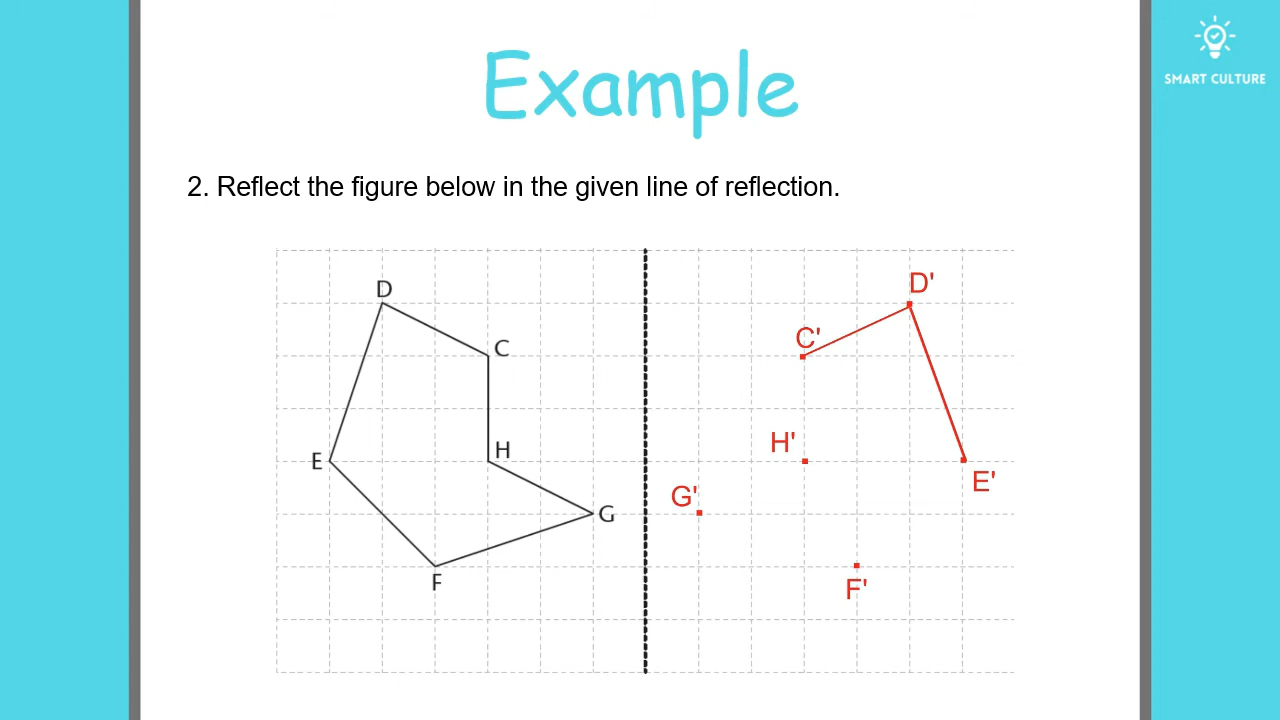 Example
SMART CULTURE
2. Reflect the figure below in the given line of reflection.
D
D'
C
C'
H
H'
E
E'
G
G'
F
F'